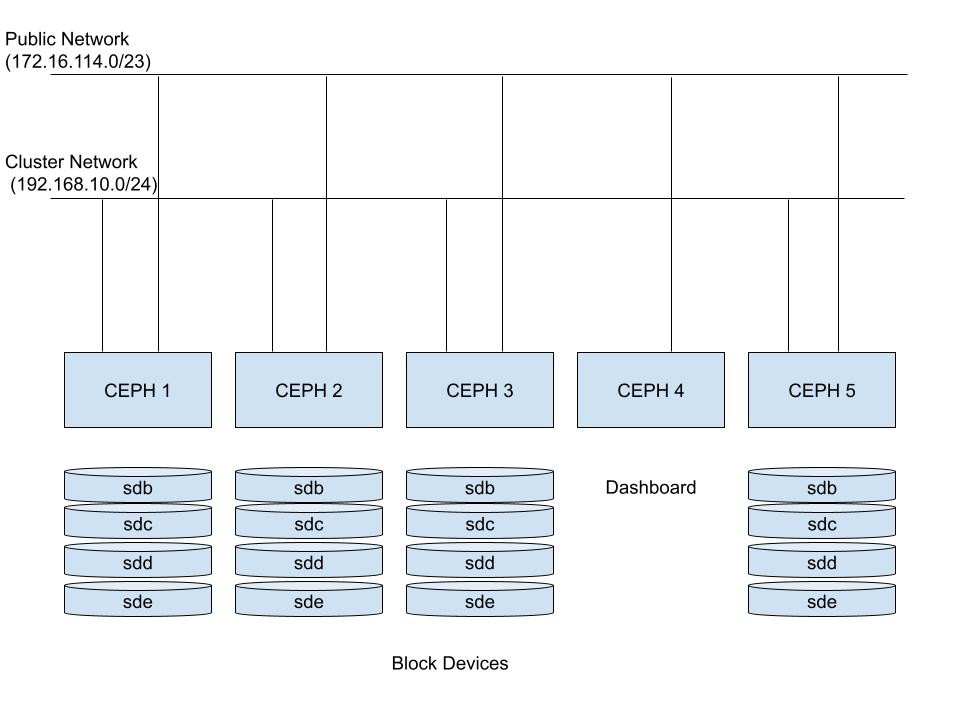 Public Network
(172.16.114.0/23)
Cluster Network
(192.168.10.0/24)
CEPH 1
CEPH 2
CEPH 3
CEPH 4
CEPH 5
sdb
sdb
sdb
Dashboard
sdb
sdc
sdc
sdc
sdc
sdd
sdd
sdd
sdd
sde
sde
sde
sde
Block Devices